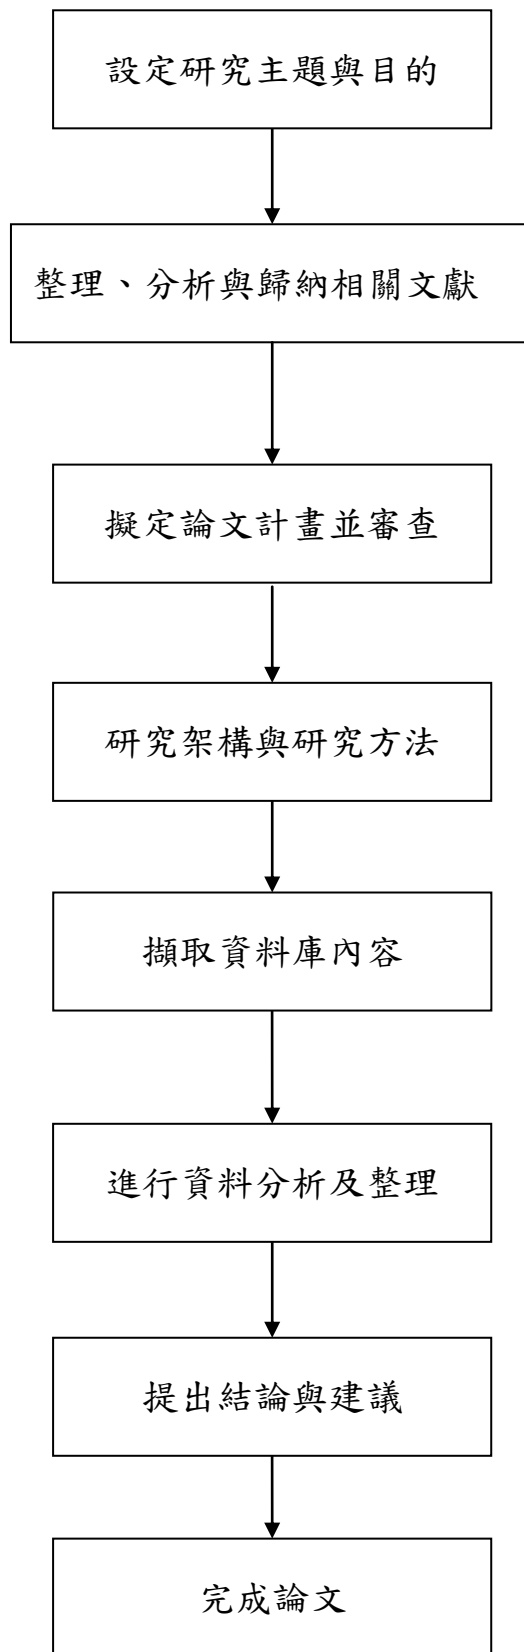 設定研究主題與目的
整理、分析與歸納相關文獻
擬定論文計畫並審查
研究架構與研究方法
擷取資料庫內容
進行資料分析及整理
提出結論與建議
完成論文